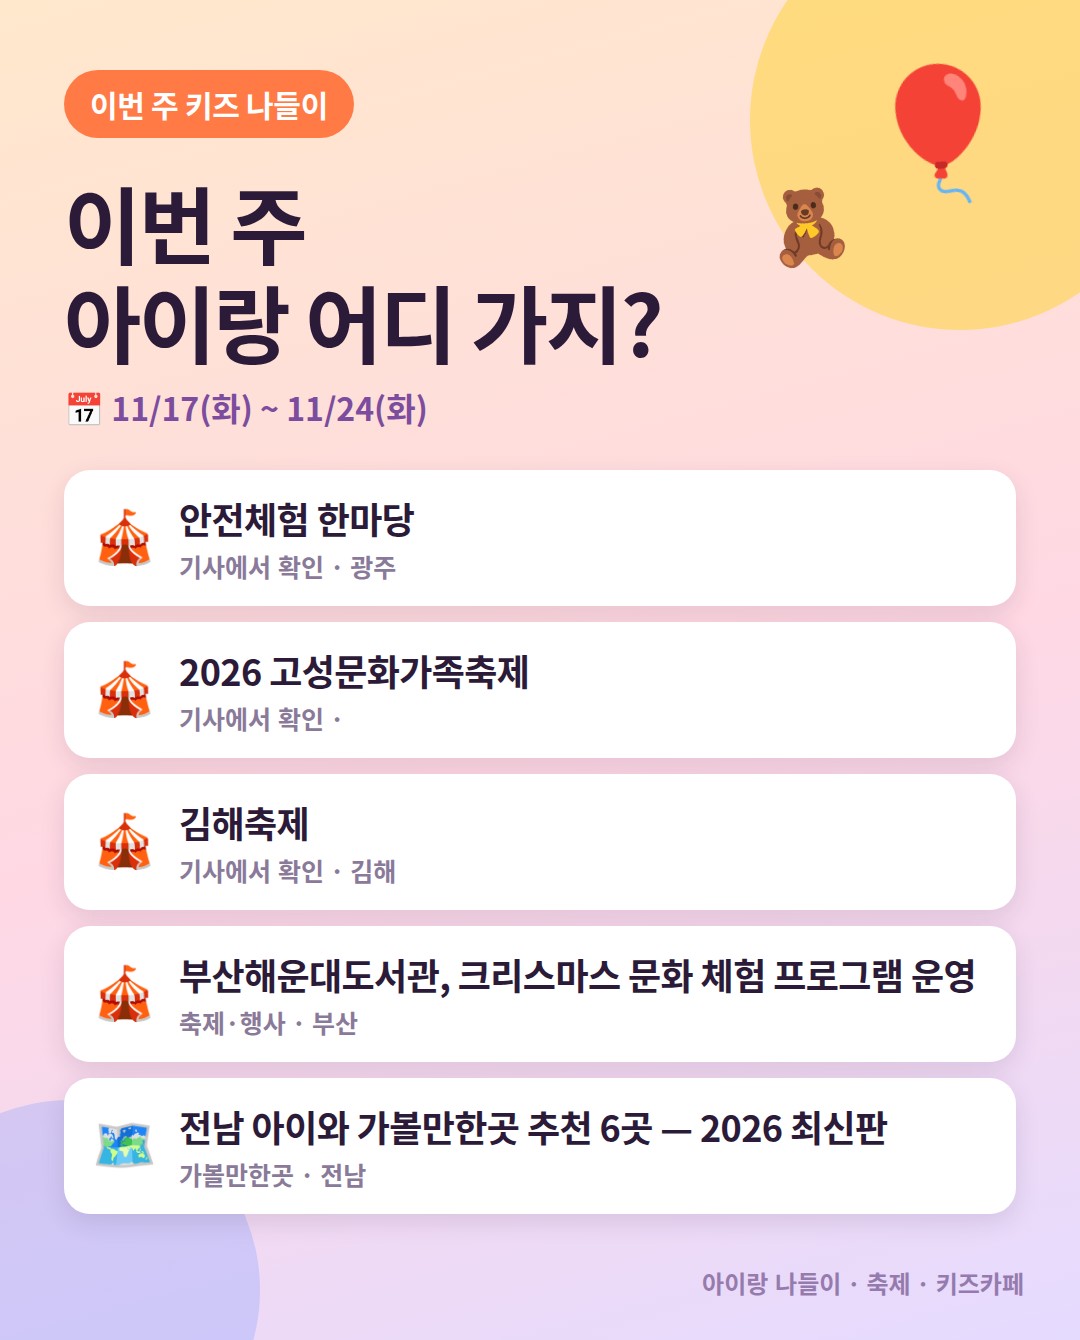 이번 주 키즈 나들이
이번 주
아이랑 어디 가지?
July
17
11/17(화) ~ 11/24(화)
안전체험 한마당
기사에서 확인 · 광주
2026 고성문화가족축제
기사에서 확인 ·
김해축제
기사에서 확인 · 김해
부산해운대도서관, 크리스마스 문화 체험 프로그램 운영
축제·행사 · 부산
전남 아이와 가볼만한곳 추천 6곳 — 2026 최신판
가볼만한곳 · 전남
아이랑 나들이 · 축제 · 키즈카페